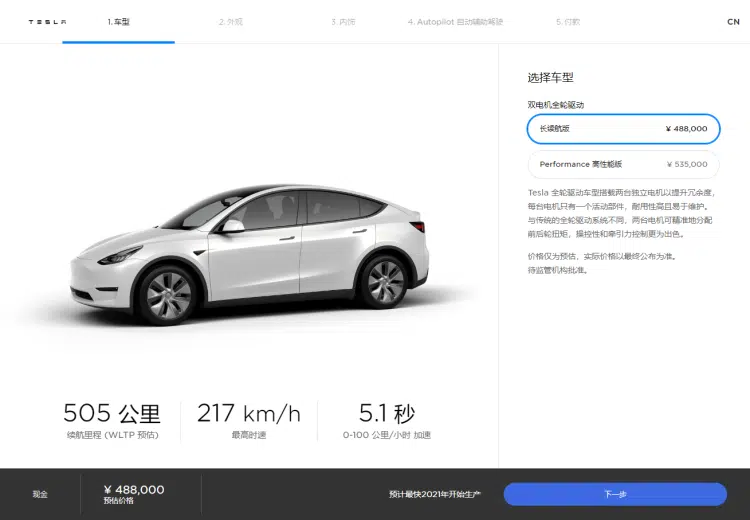 TESLA
1. 车型
2. 外观
3. 内饰
4. Autopilot 自动辅助驾驶
5. 付款
CN
选择车型
双电机全轮驱动
长续航版 ¥ 488,000
Performance 高性能版 ¥ 535,000
Tesla 全轮驱动车型搭载两台独立电机以提升冗余度,
每台电机只有一个活动部件,耐用性高且易于维护。
与传统的全轮驱动系统不同,两台电机可精准地分配
前后轮扭矩,操控性和牵引力控制更为出色。
价格仅为预估,实际价格以最终公布为准。
待监管机构批准。
505 公里
续航里程 (WLTP 预估)
217 km/h
最高时速
5.1 秒
0-100 公里/小时 加速
现金
¥ 488,000
预估价格
预计最快2021年开始生产
下一步